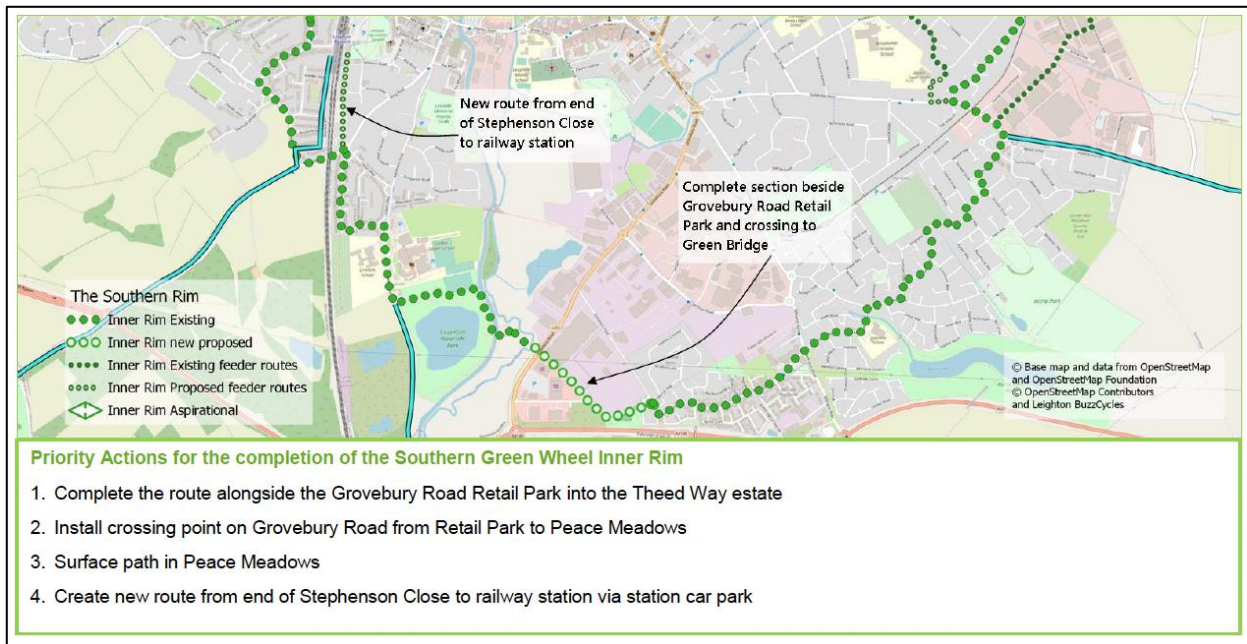 New route from end
of Stephenson Close
to railway station
Complete section beside
Grovebury Road Retail
Park and crossing to
Green Bridge
The Southern Rim
Inner Rim Existing
Inner Rim new proposed
Inner Rim Existing feeder routes
Inner Rim Proposed feeder routes
Inner Rim Aspirational
© Base map and data from OpenStreetMap
and OpenStreetMap Foundation
© OpenStreetMap Contributors
and Leighton BuzzCycles
Priority Actions for the completion of the Southern Green Wheel Inner Rim
1. Complete the route alongside the Grovebury Road Retail Park into the Theed Way estate
2. Install crossing point on Grovebury Road from Retail Park to Peace Meadows
3. Surface path in Peace Meadows
4. Create new route from end of Stephenson Close to railway station via station car park